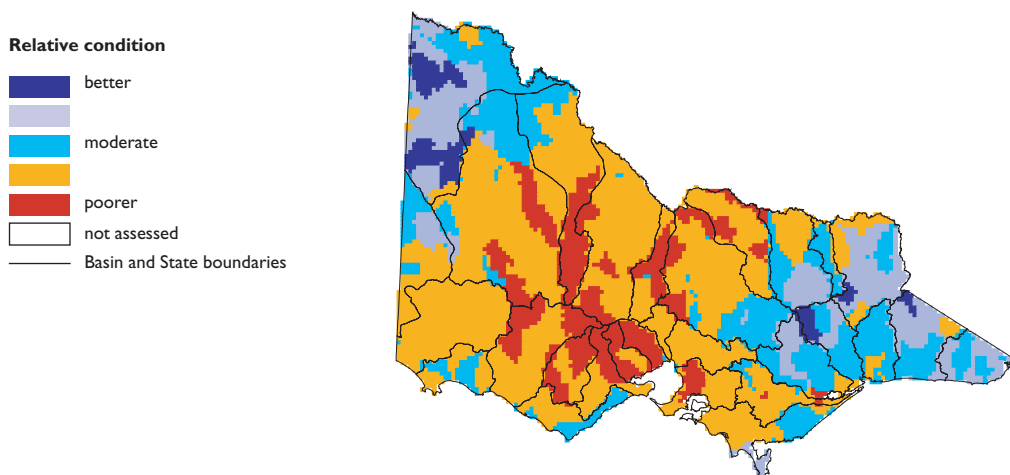 Relative condition
better
moderate
poorer
not assessed
Basin and State boundaries